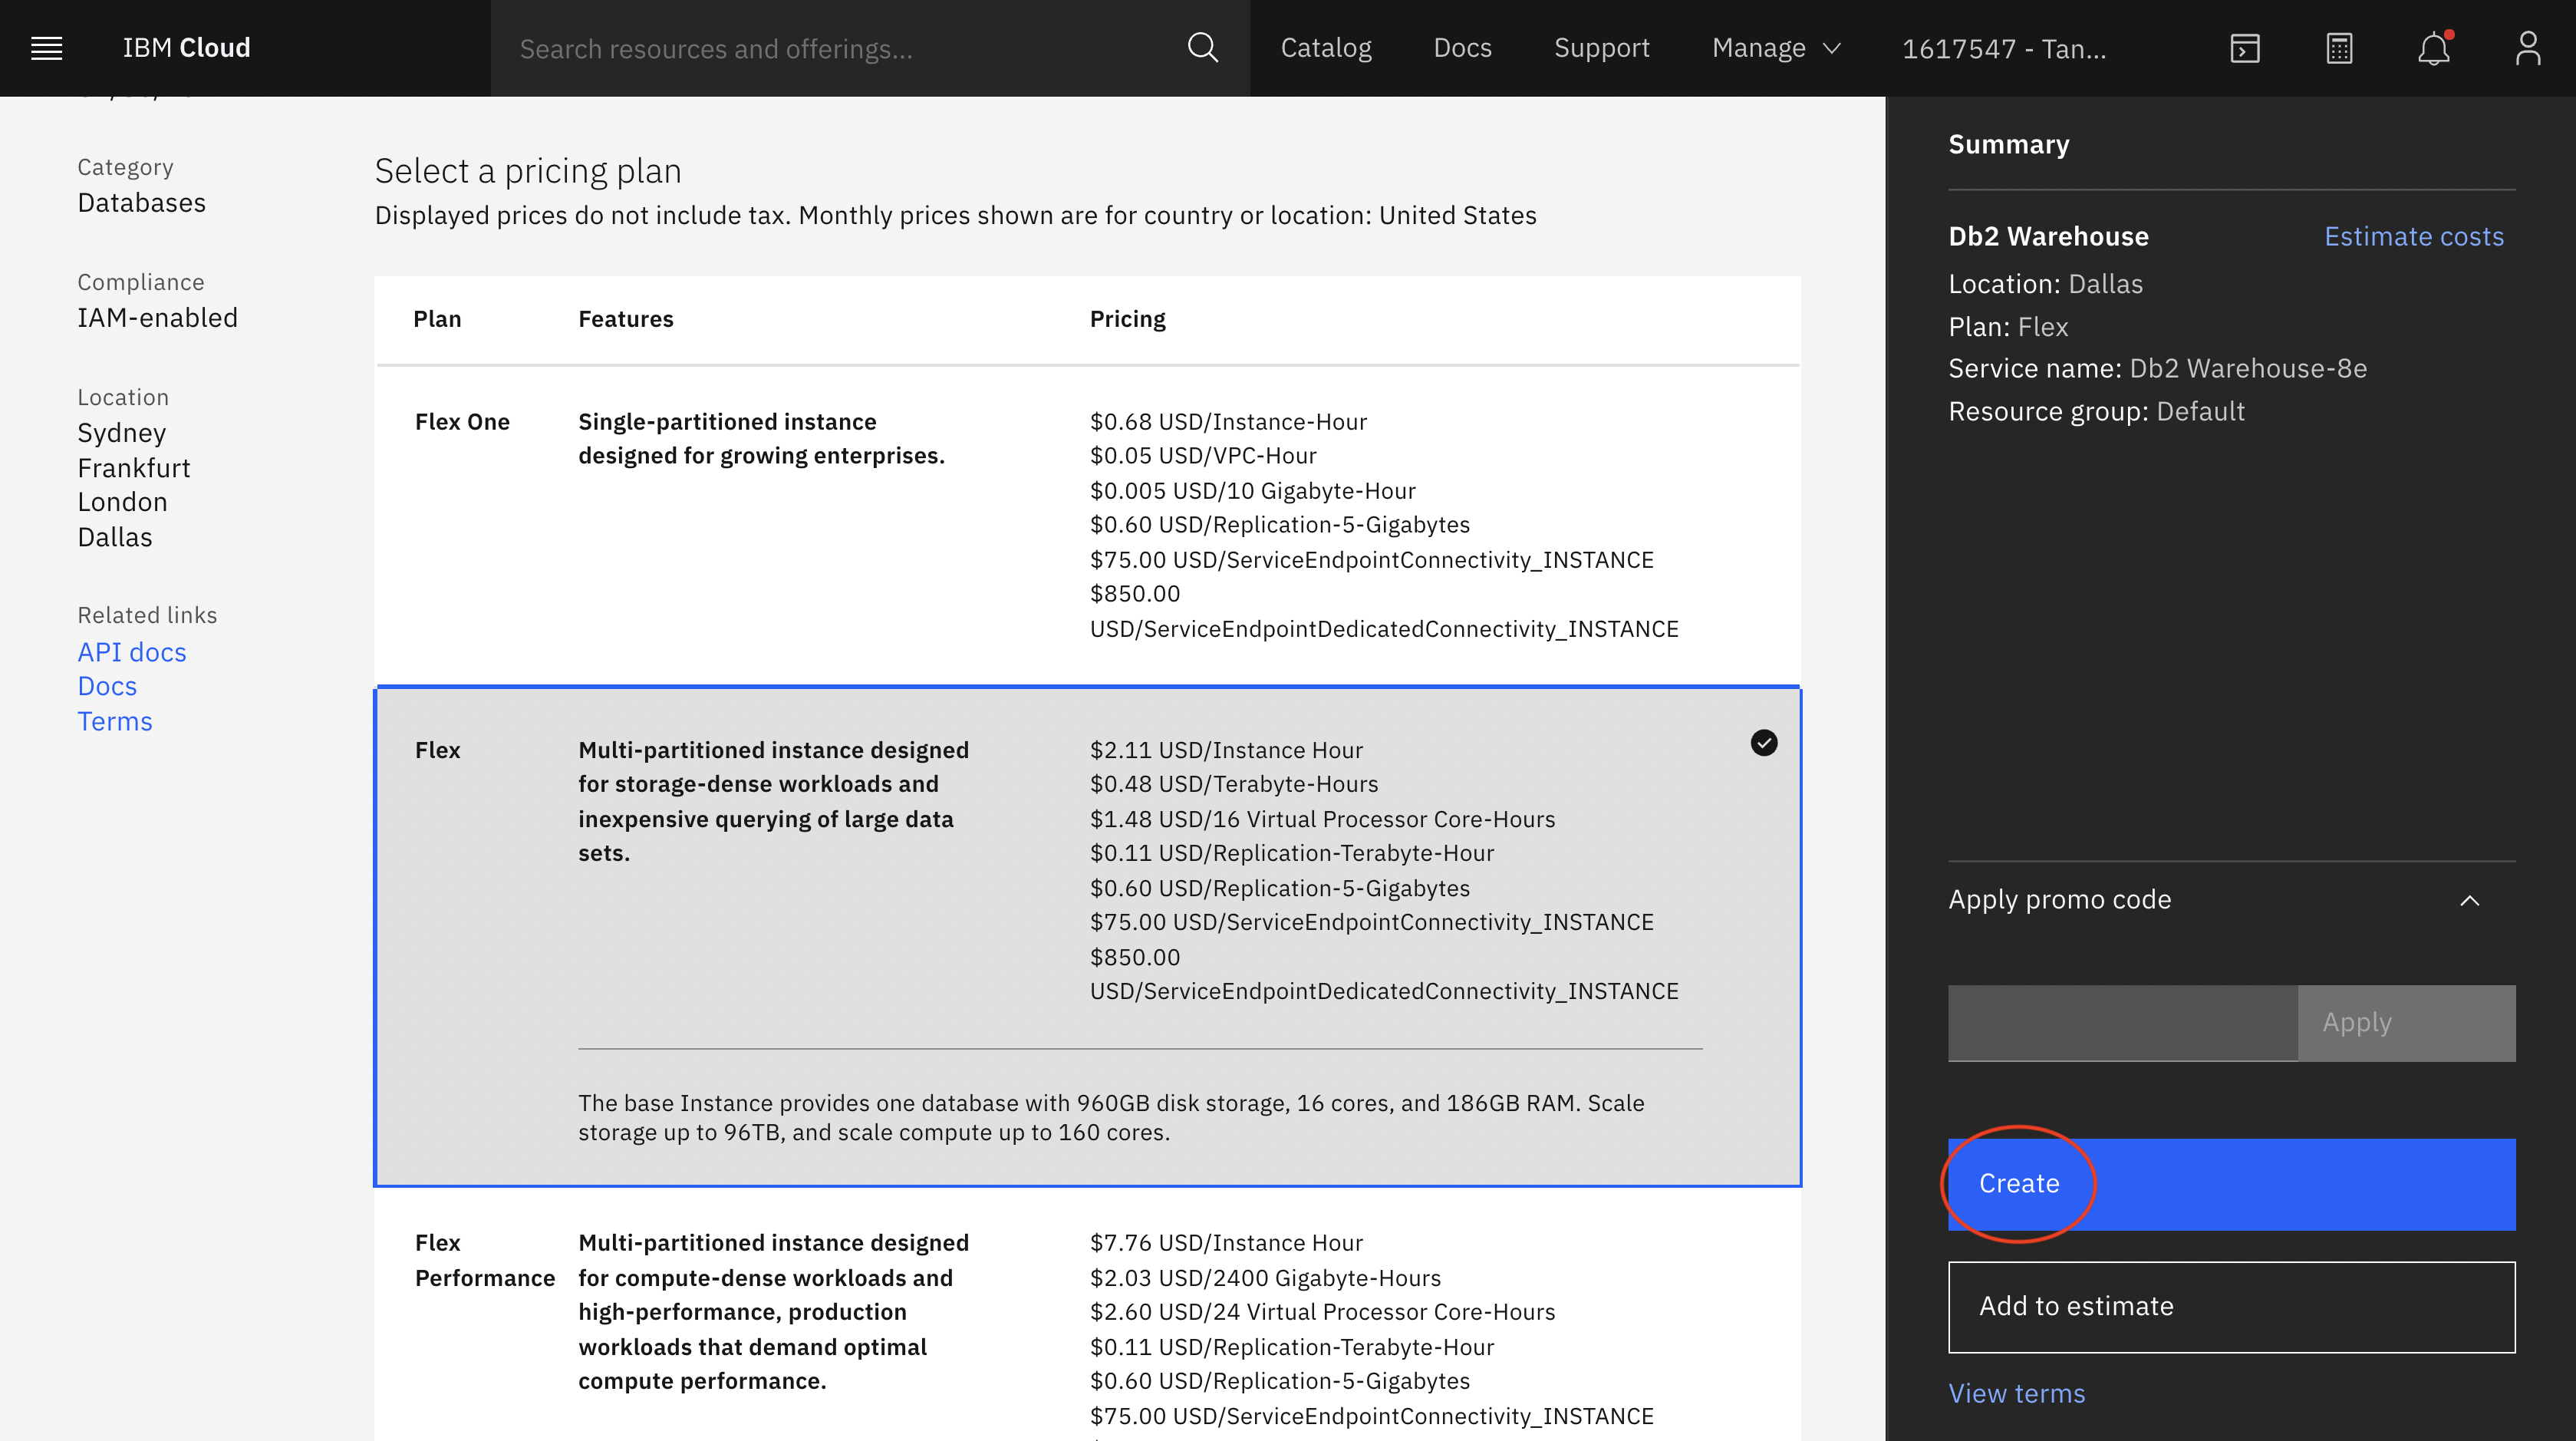 IBM Cloud
Search resources and offerings...
Catalog
Docs
Support
Manage
1617547 - Tan...
Category
Databases
Compliance
IAM-enabled
Location
Sydney
Frankfurt
London
Dallas
Related links
API docs
Docs
Terms
Select a pricing plan
Displayed prices do not include tax. Monthly prices shown are for country or location: United States
Plan
Features
Pricing
Flex One
Single-partitioned instance
designed for growing enterprises.
$0.68 USD/Instance-Hour
$0.05 USD/VPC-Hour
$0.005 USD/10 Gigabyte-Hour
$0.60 USD/Replication-5-Gigabytes
$75.00 USD/ServiceEndpointConnectivity_INSTANCE
$850.00
USD/ServiceEndpointDedicatedConnectivity_INSTANCE
Flex
Multi-partitioned instance designed
for storage-dense workloads and
inexpensive querying of large data
sets.
$2.11 USD/Instance Hour
$0.48 USD/Terabyte-Hours
$1.48 USD/16 Virtual Processor Core-Hours
$0.11 USD/Replication-Terabyte-Hour
$0.60 USD/Replication-5-Gigabytes
$75.00 USD/ServiceEndpointConnectivity_INSTANCE
$850.00
USD/ServiceEndpointDedicatedConnectivity_INSTANCE
The base Instance provides one database with 960GB disk storage, 16 cores, and 186GB RAM. Scale
storage up to 96TB, and scale compute up to 160 cores.
Flex
Performance
Multi-partitioned instance designed
for compute-dense workloads and
high-performance, production
workloads that demand optimal
compute performance.
$7.76 USD/Instance Hour
$2.03 USD/2400 Gigabyte-Hours
$2.60 USD/24 Virtual Processor Core-Hours
$0.11 USD/Replication-Terabyte-Hour
$0.60 USD/Replication-5-Gigabytes
$75.00 USD/ServiceEndpointConnectivity_INSTANCE
Summary
Db2 Warehouse
Estimate costs
Location: Dallas
Plan: Flex
Service name: Db2 Warehouse-8e
Resource group: Default
Apply promo code
Apply
Create
Add to estimate
View terms